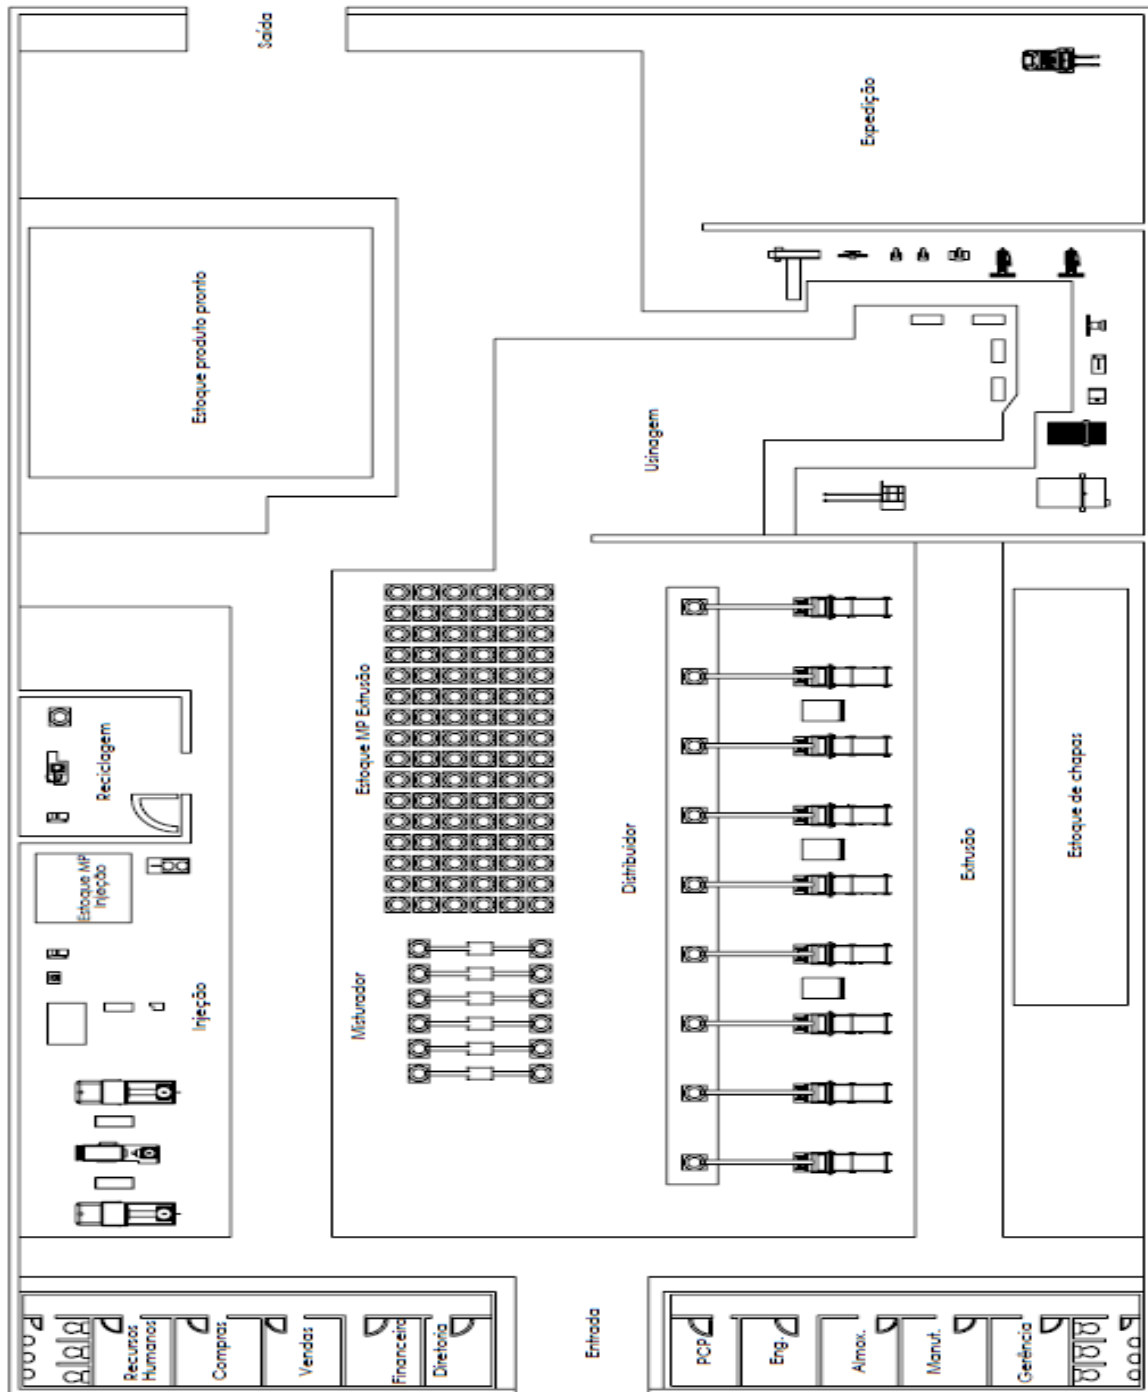 Saída
Expedição
Estoque produto pronto
Usinagem
Estoque MP Extrusão
Reciclagem
Estoque MP
Injeção
Distribuidor
Extrusão
Estoque de chapas
Misturador
Injeção
Entrada
Recursos
Humanos
Compras
Vendas
Financeiro
Diretoria
PCP
Eng.
Almox.
Manut.
Gerência